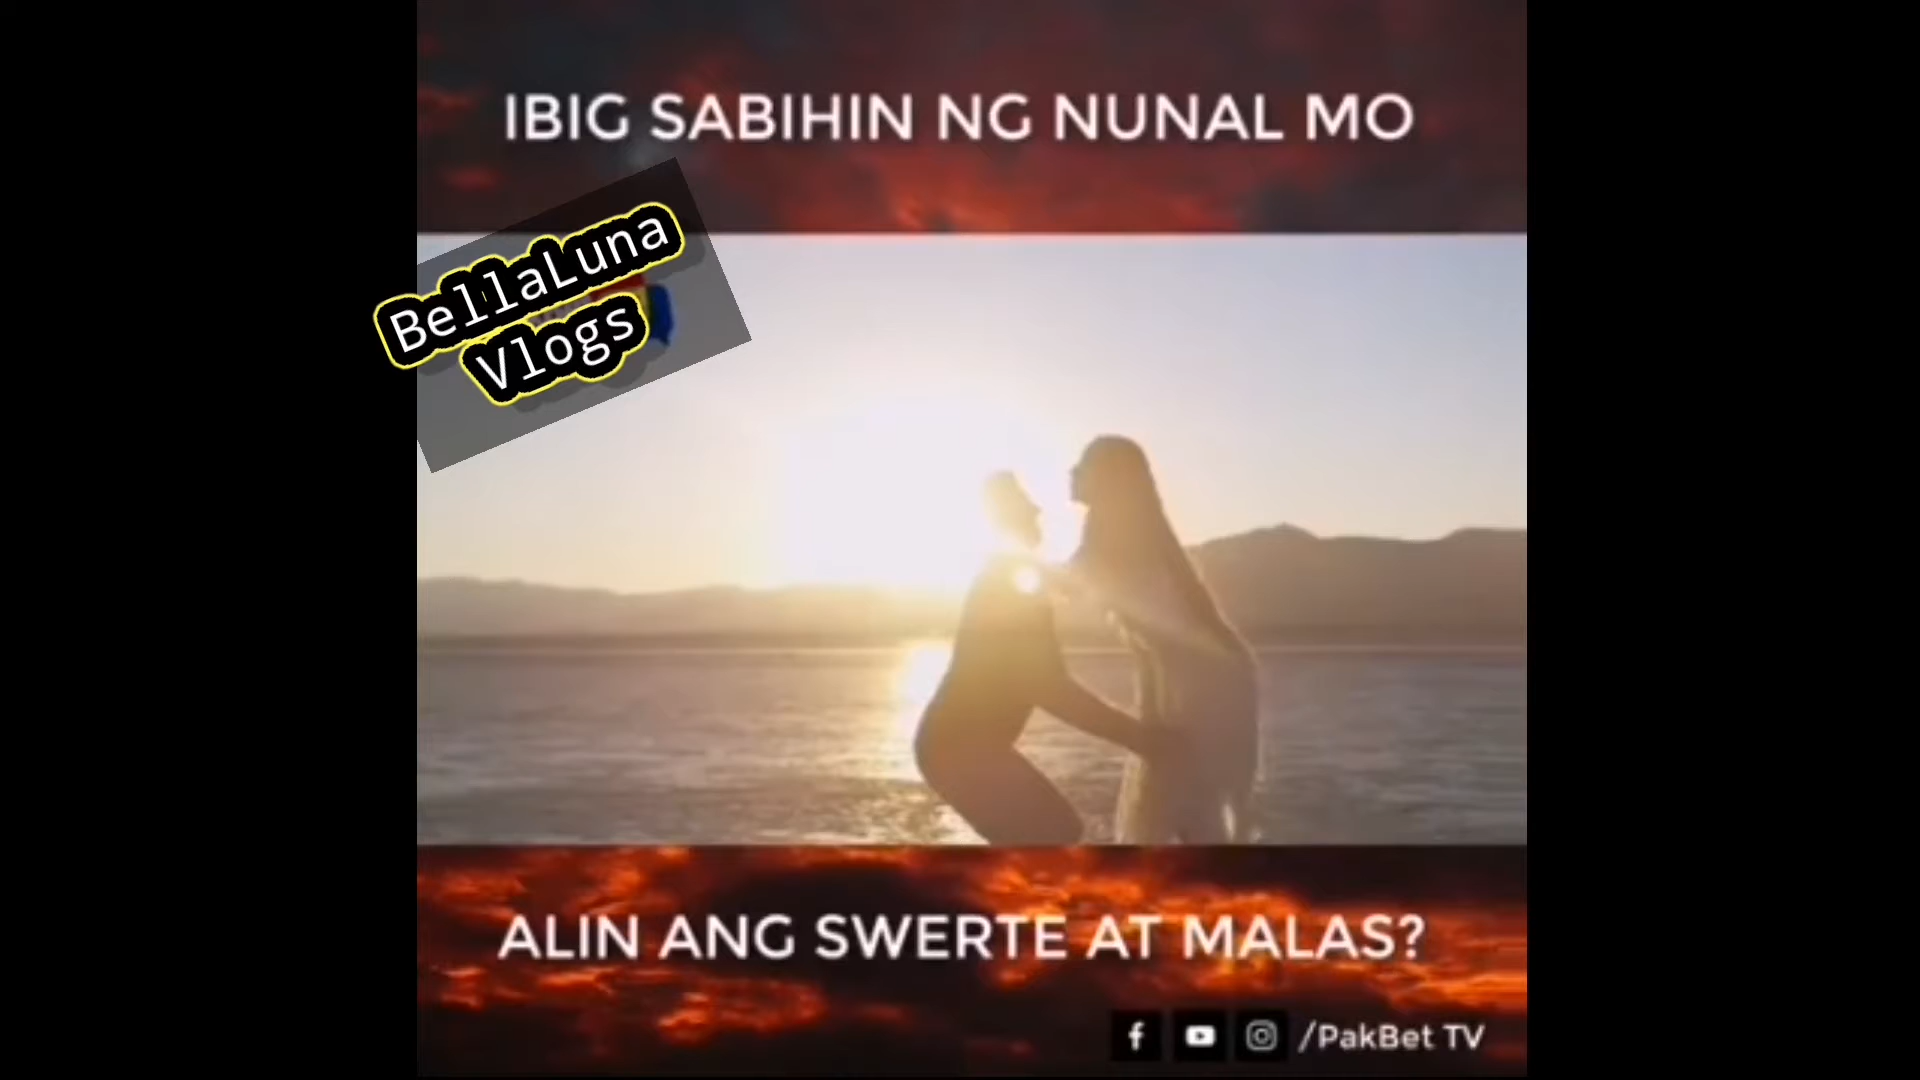 IBIG SABIHIN NG NUNAL MO
BellaLuna
Vlogs
ALIN ANG SWERTE AT MALAS?
/PakBet TV